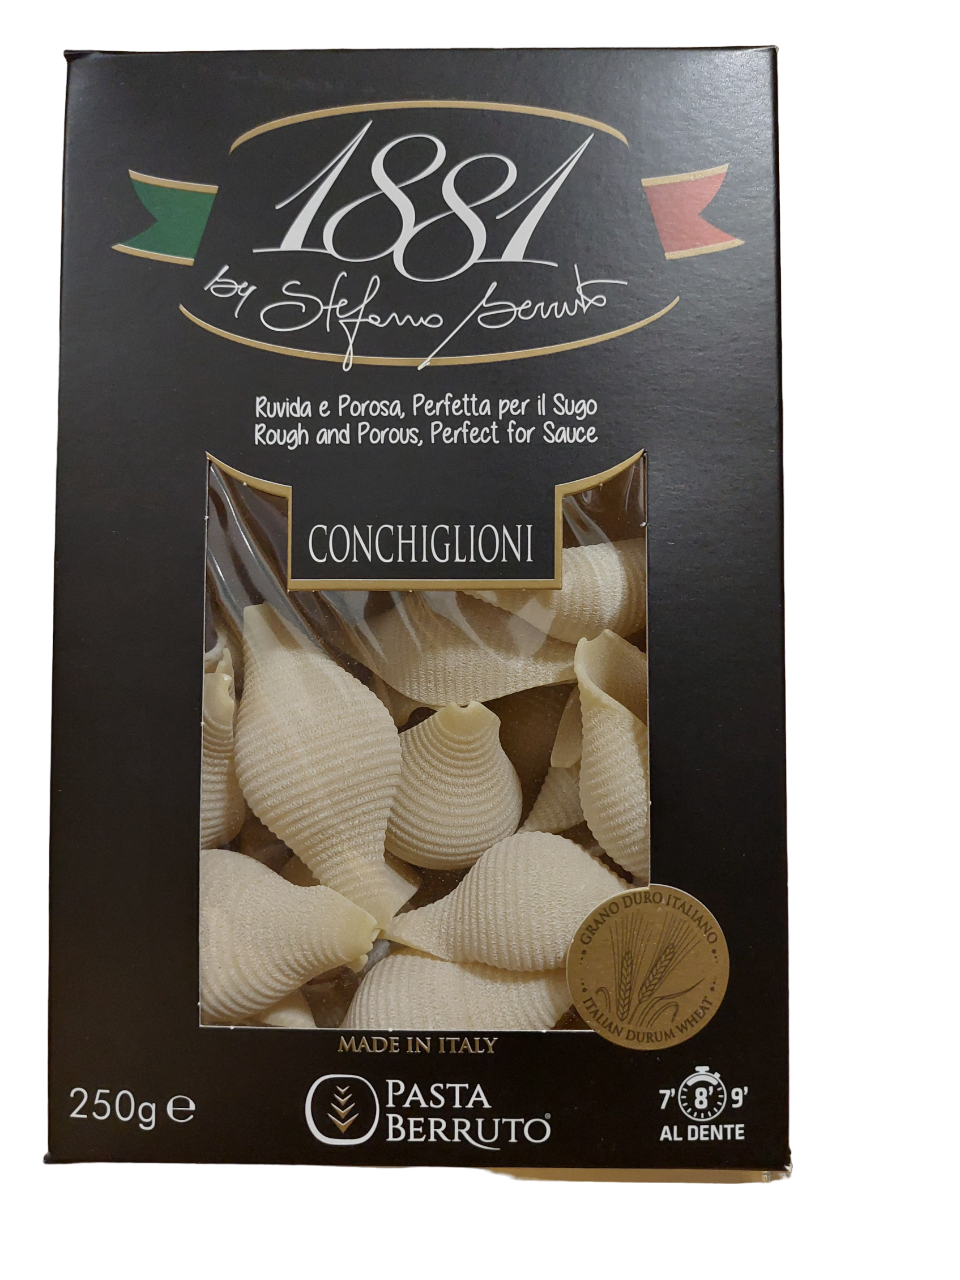 1881
by Stefano Berruto
Ruvida e Porosa, Perfetta per il Sugo
Rough and Porous, Perfect for Sauce
CONCHIGLIONI
GRANO DURO ITALIANO
ITALIAN DURUM WHEAT
MADE IN ITALY
250g ℮
PASTA
BERRUTO®
7' 8' 9'
AL DENTE